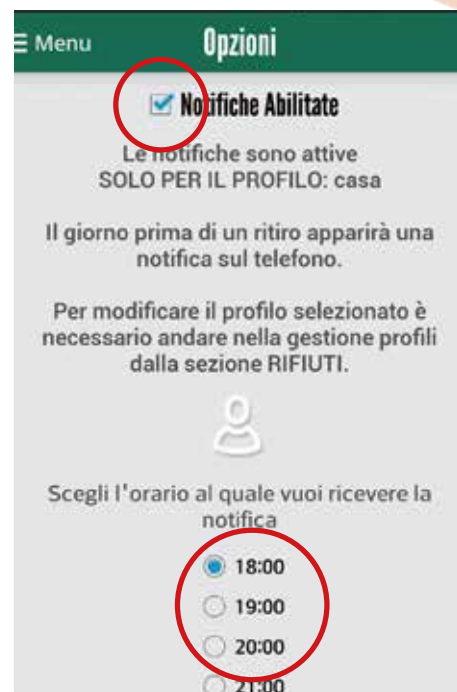 Menu
Opzioni
Notifiche Abilitate
Le notifiche sono attive
SOLO PER IL PROFILO: casa
Il giorno prima di un ritiro apparirà una
notifica sul telefono.
Per modificare il profilo selezionato è
necessario andare nella gestione profili
dalla sezione RIFIUTI.
Scegli l'orario al quale vuoi ricevere la
notifica
18:00
19:00
20:00
21:00